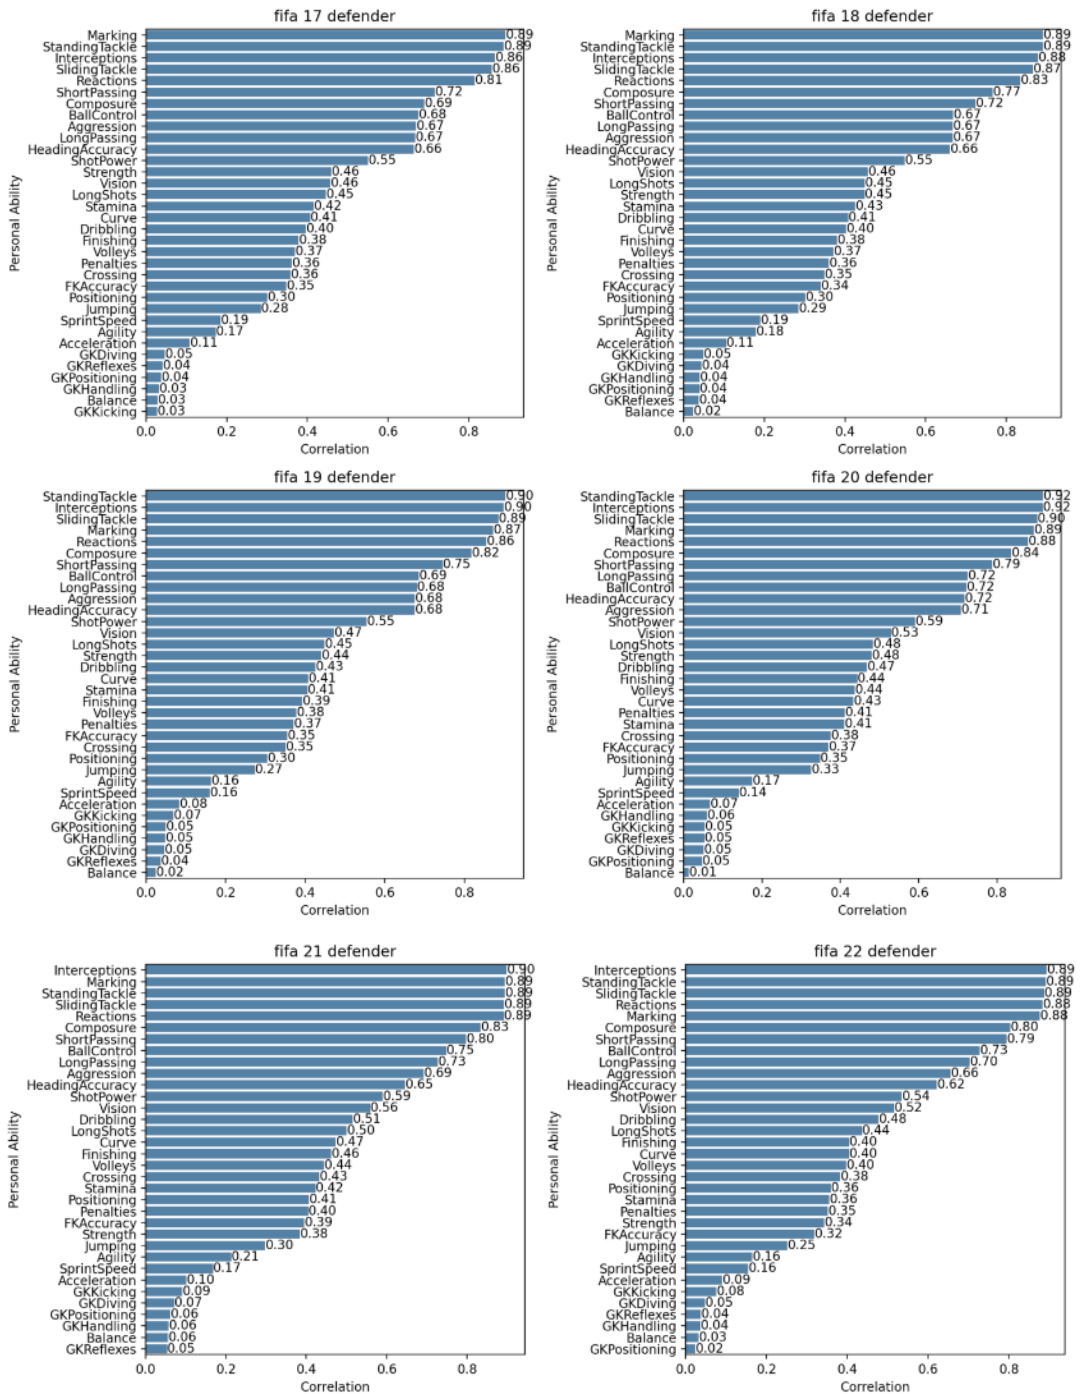 fifa 17 defender
Personal Ability
Marking 0.89
StandingTackle 0.89
Interceptions 0.86
SlidingTackle 0.86
Reactions 0.81
ShortPassing 0.72
Composure 0.69
BallControl 0.68
Aggression 0.67
LongPassing 0.67
HeadingAccuracy 0.66
ShotPower 0.55
Strength 0.46
Vision 0.46
LongShots 0.45
Stamina 0.42
Curve 0.41
Dribbling 0.40
Finishing 0.38
Volleys 0.37
Penalties 0.36
Crossing 0.36
FKAccuracy 0.35
Positioning 0.30
Jumping 0.28
SprintSpeed 0.19
Agility 0.17
Acceleration 0.11
GKDiving 0.05
GKReflexes 0.04
GKPositioning 0.04
GKHandling 0.03
Balance 0.03
GKKicking 0.03
0.0 0.2 0.4 0.6 0.8
Correlation
fifa 18 defender
Personal Ability
Marking 0.89
StandingTackle 0.89
Interceptions 0.88
SlidingTackle 0.87
Reactions 0.83
Composure 0.77
ShortPassing 0.72
BallControl 0.67
LongPassing 0.67
Aggression 0.67
HeadingAccuracy 0.66
ShotPower 0.55
Vision 0.46
LongShots 0.45
Strength 0.45
Stamina 0.43
Dribbling 0.41
Curve 0.40
Finishing 0.38
Volleys 0.37
Penalties 0.36
Crossing 0.35
FKAccuracy 0.34
Positioning 0.30
Jumping 0.29
SprintSpeed 0.19
Agility 0.18
Acceleration 0.11
GKKicking 0.05
GKDiving 0.04
GKHandling 0.04
GKPositioning 0.04
GKReflexes 0.04
Balance 0.02
0.0 0.2 0.4 0.6 0.8
Correlation
fifa 19 defender
Personal Ability
StandingTackle 0.90
Interceptions 0.90
SlidingTackle 0.89
Marking 0.87
Reactions 0.86
Composure 0.82
ShortPassing 0.75
BallControl 0.69
LongPassing 0.68
Aggression 0.68
HeadingAccuracy 0.68
ShotPower 0.55
Vision 0.47
LongShots 0.45
Strength 0.44
Dribbling 0.43
Curve 0.41
Stamina 0.41
Finishing 0.39
Volleys 0.38
Penalties 0.37
FKAccuracy 0.35
Crossing 0.35
Positioning 0.30
Jumping 0.27
Agility 0.16
SprintSpeed 0.16
Acceleration 0.08
GKKicking 0.07
GKPositioning 0.05
GKHandling 0.05
GKDiving 0.05
GKReflexes 0.04
Balance 0.02
0.0 0.2 0.4 0.6 0.8
Correlation
fifa 20 defender
Personal Ability
StandingTackle 0.92
Interceptions 0.92
SlidingTackle 0.90
Marking 0.89
Reactions 0.88
Composure 0.84
ShortPassing 0.79
LongPassing 0.72
BallControl 0.72
HeadingAccuracy 0.72
Aggression 0.71
ShotPower 0.59
Vision 0.53
LongShots 0.48
Strength 0.48
Dribbling 0.47
Finishing 0.44
Volleys 0.44
Curve 0.43
Penalties 0.41
Stamina 0.41
Crossing 0.38
FKAccuracy 0.37
Positioning 0.35
Jumping 0.33
Agility 0.17
SprintSpeed 0.14
Acceleration 0.07
GKHandling 0.06
GKKicking 0.05
GKReflexes 0.05
GKDiving 0.05
GKPositioning 0.05
Balance 0.01
0.0 0.2 0.4 0.6 0.8
Correlation
fifa 21 defender
Personal Ability
Interceptions 0.90
Marking 0.89
StandingTackle 0.89
SlidingTackle 0.89
Reactions 0.89
Composure 0.83
ShortPassing 0.80
BallControl 0.75
LongPassing 0.73
Aggression 0.69
HeadingAccuracy 0.65
ShotPower 0.59
Vision 0.56
Dribbling 0.51
LongShots 0.50
Curve 0.47
Finishing 0.46
Volleys 0.44
Crossing 0.43
Stamina 0.42
Positioning 0.41
Penalties 0.40
FKAccuracy 0.39
Strength 0.38
Jumping 0.30
Agility 0.21
SprintSpeed 0.17
Acceleration 0.10
GKKicking 0.09
GKDiving 0.07
GKPositioning 0.06
GKHandling 0.06
Balance 0.06
GKReflexes 0.05
0.0 0.2 0.4 0.6 0.8
Correlation
fifa 22 defender
Personal Ability
Interceptions 0.89
StandingTackle 0.89
SlidingTackle 0.89
Reactions 0.88
Marking 0.88
Composure 0.80
ShortPassing 0.79
BallControl 0.73
LongPassing 0.70
Aggression 0.66
HeadingAccuracy 0.62
ShotPower 0.54
Vision 0.52
Dribbling 0.48
LongShots 0.44
Finishing 0.40
Curve 0.40
Volleys 0.40
Crossing 0.38
Positioning 0.36
Stamina 0.36
Penalties 0.35
Strength 0.34
FKAccuracy 0.32
Jumping 0.25
Agility 0.16
SprintSpeed 0.16
Acceleration 0.09
GKKicking 0.08
GKDiving 0.05
GKReflexes 0.04
GKHandling 0.04
Balance 0.03
GKPositioning 0.02
0.0 0.2 0.4 0.6 0.8
Correlation